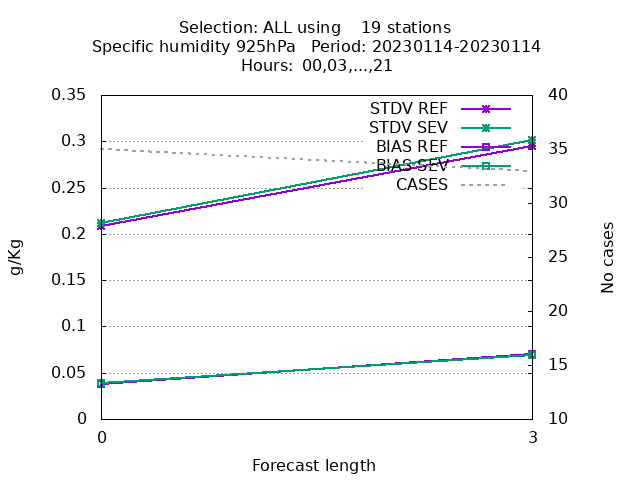 Selection: ALL using 19 stations
Specific humidity 925hPa Period: 20230114-20230114
Hours: 00,03,...,21
0.35
0.3
0.25
0.2
0.15
0.1
0.05
0
40
35
30
25
20
15
10
STDV REF
STDV SEV
BIAS REF
BIAS SEV
CASES
g/Kg
No cases
0
3
Forecast length